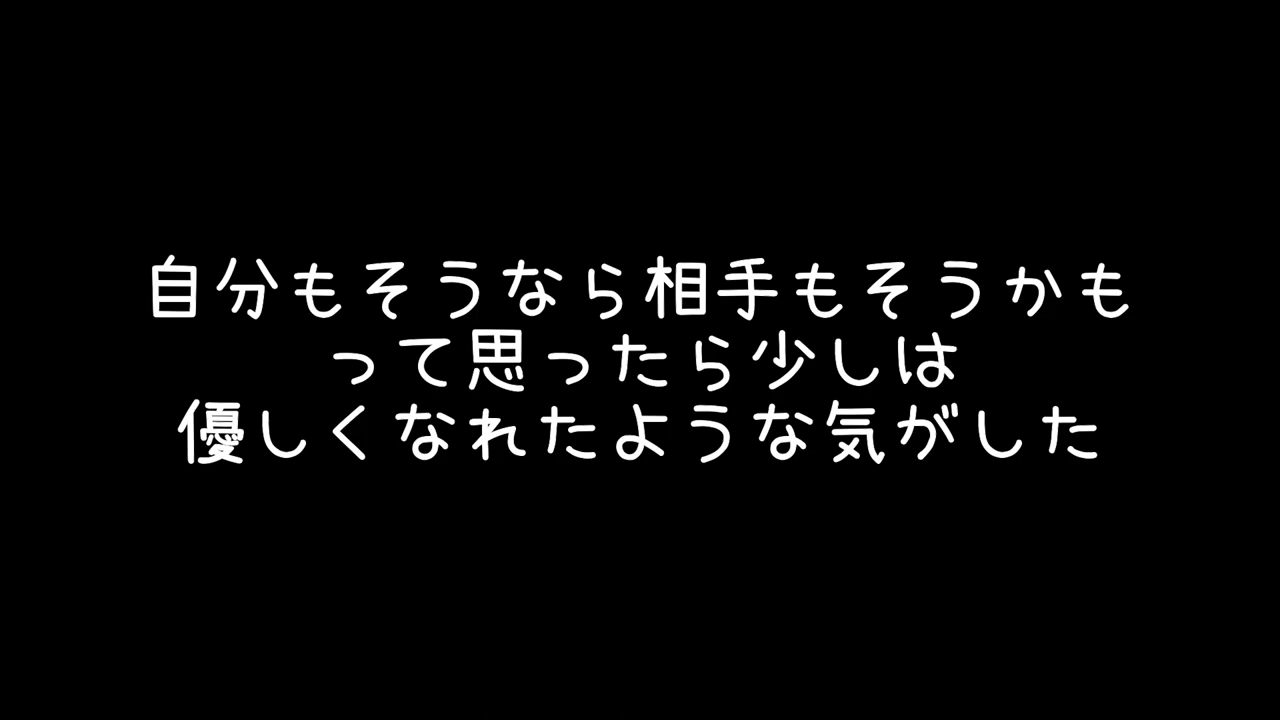 自分もそうなら相手もそうかも
って思ったら少しは
優しくなれたような気がした